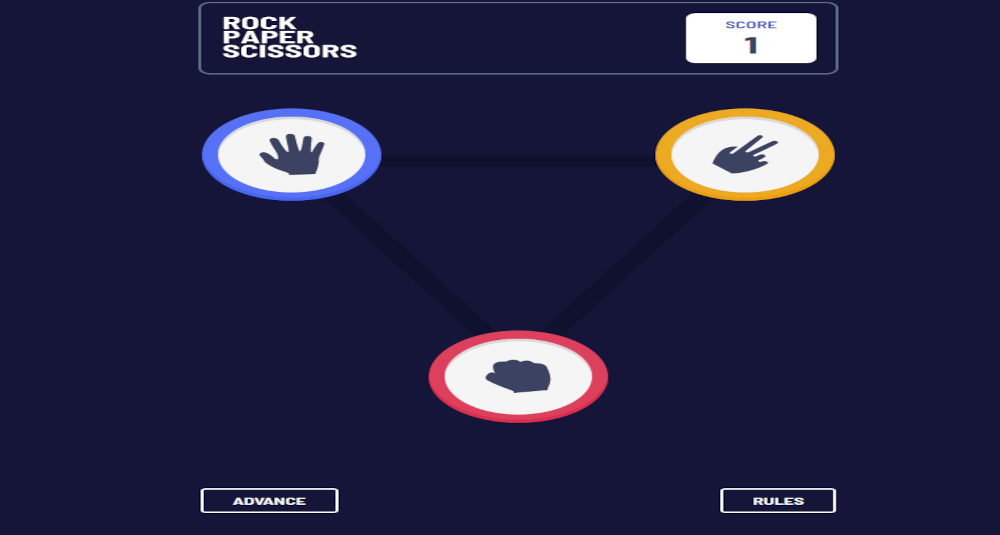 ROCK
PAPER
SCISSORS
SCORE
1
ADVANCE
RULES